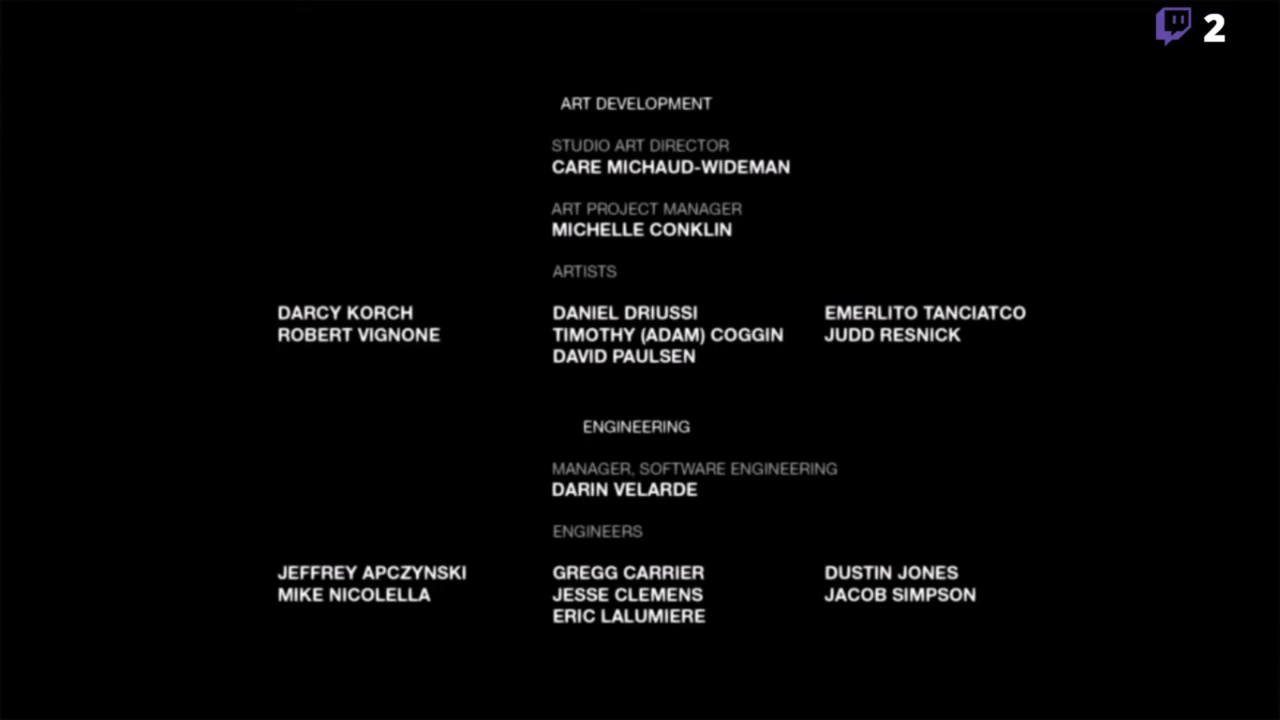 2
ART DEVELOPMENT
STUDIO ART DIRECTOR
CARE MICHAUD-WIDEMAN
ART PROJECT MANAGER
MICHELLE CONKLIN
ARTISTS
DARCY KORCH DANIEL DRIUSSI EMERLITO TANCIATCO
ROBERT VIGNONE TIMOTHY (ADAM) COGGIN JUDD RESNICK
DAVID PAULSEN
ENGINEERING
MANAGER, SOFTWARE ENGINEERING
DARIN VELARDE
ENGINEERS
JEFFREY APCZYNSKI GREGG CARRIER DUSTIN JONES
MIKE NICOLELLA JESSE CLEMENS JACOB SIMPSON
ERIC LALUMIERE